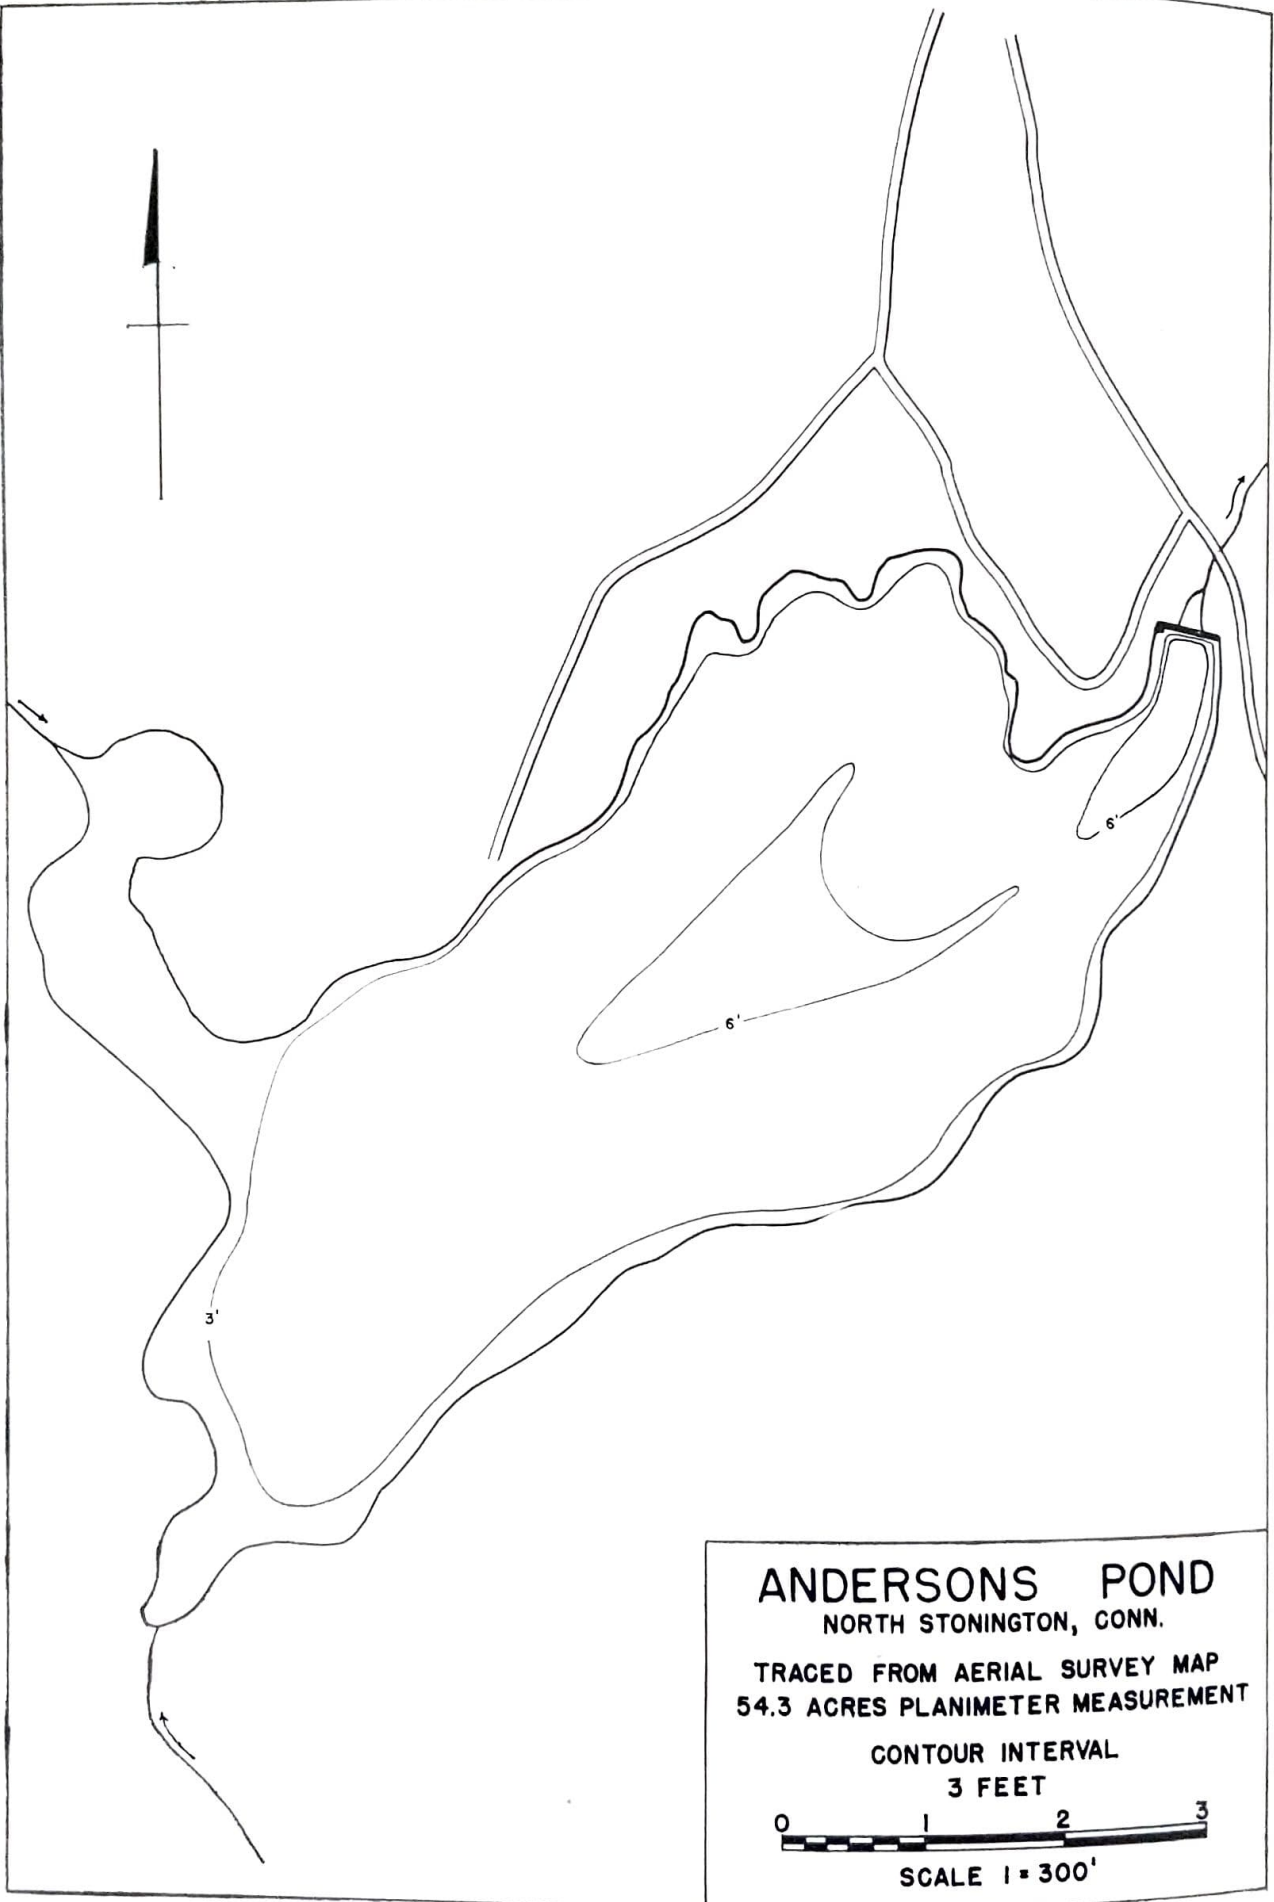 6'
6'
3'
ANDERSONS POND
NORTH STONINGTON, CONN.
TRACED FROM AERIAL SURVEY MAP
54.3 ACRES PLANIMETER MEASUREMENT
CONTOUR INTERVAL
3 FEET
0 1 2 3
SCALE 1 = 300'